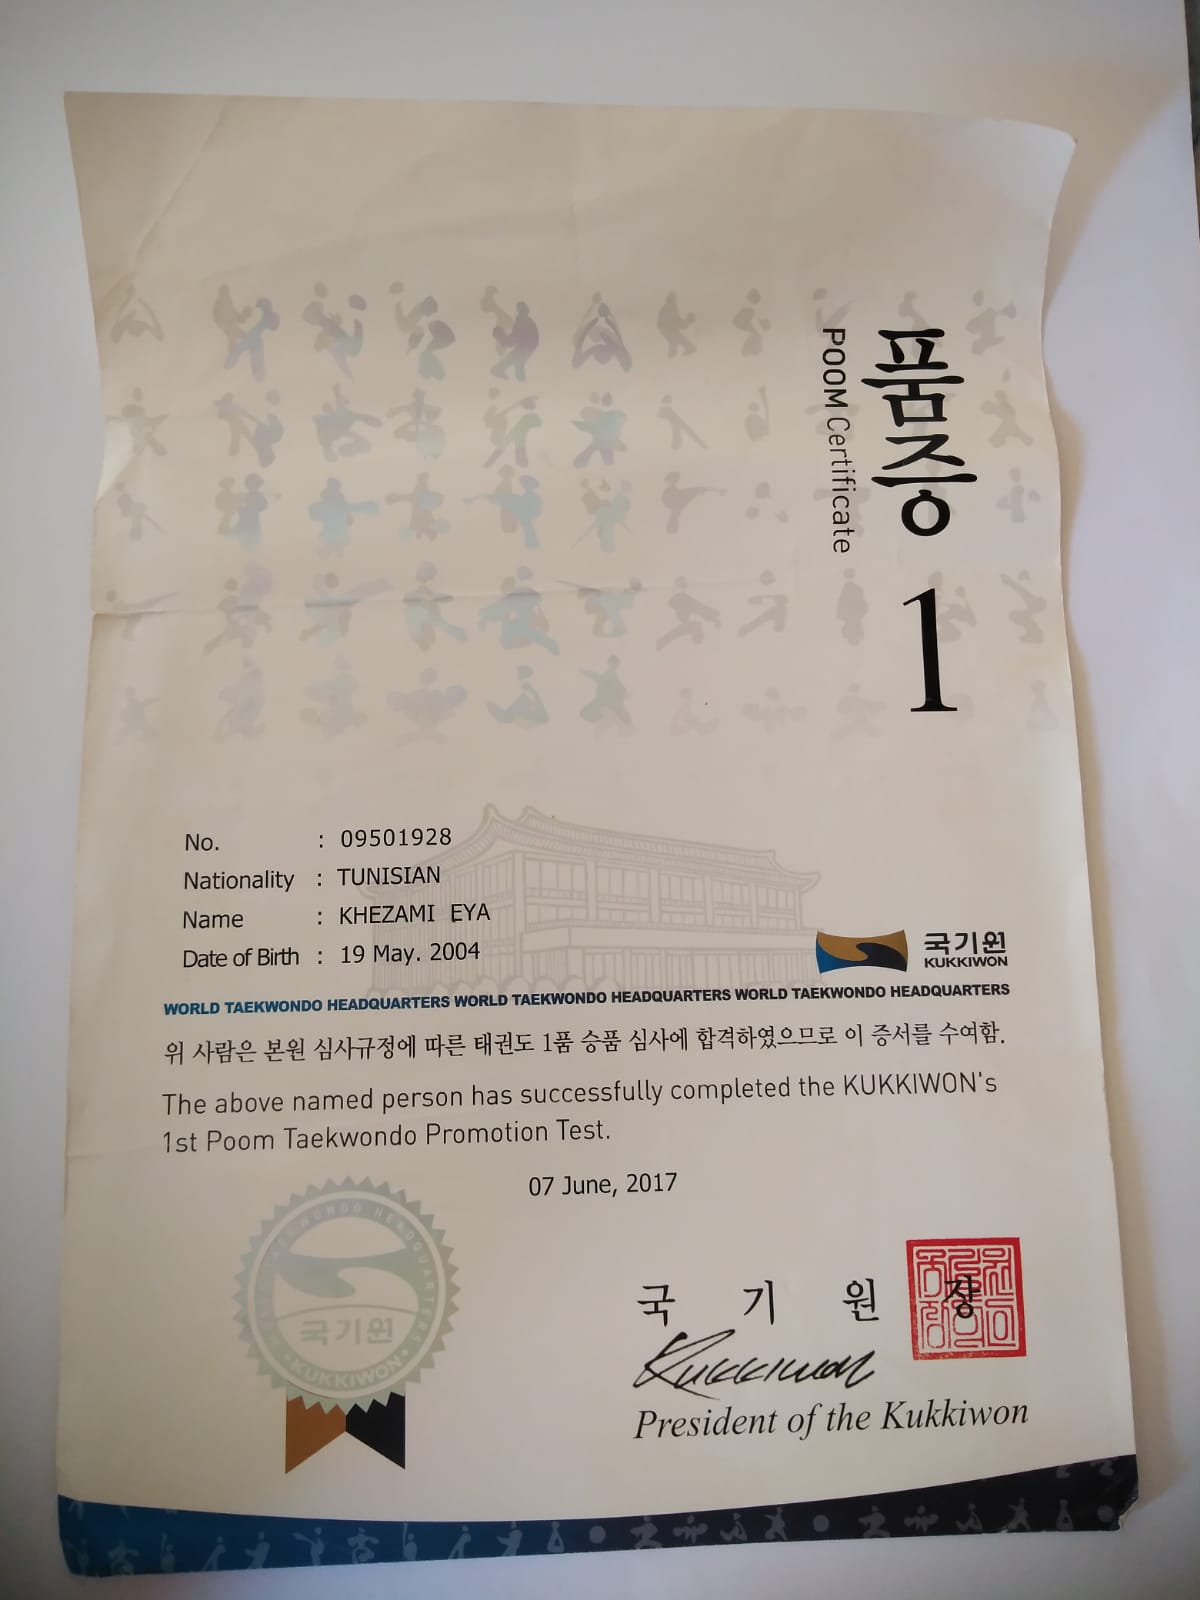 품증
POOM Certificate
1
No. : 09501928
Nationality : TUNISIAN
Name : KHEZAMI EYA
Date of Birth : 19 May. 2004
국기원
KUKKIWON
WORLD TAEKWONDO HEADQUARTERS WORLD TAEKWONDO HEADQUARTERS WORLD TAEKWONDO HEADQUARTERS
위 사람은 본원 심사규정에 따른 태권도 1품 승품 심사에 합격하였으므로 이 증서를 수여함.
The above named person has successfully completed the KUKKIWON's
1st Poom Taekwondo Promotion Test.
07 June, 2017
국기원
KUKKIWON
국 기 원 장
Kukkiwon
President of the Kukkiwon